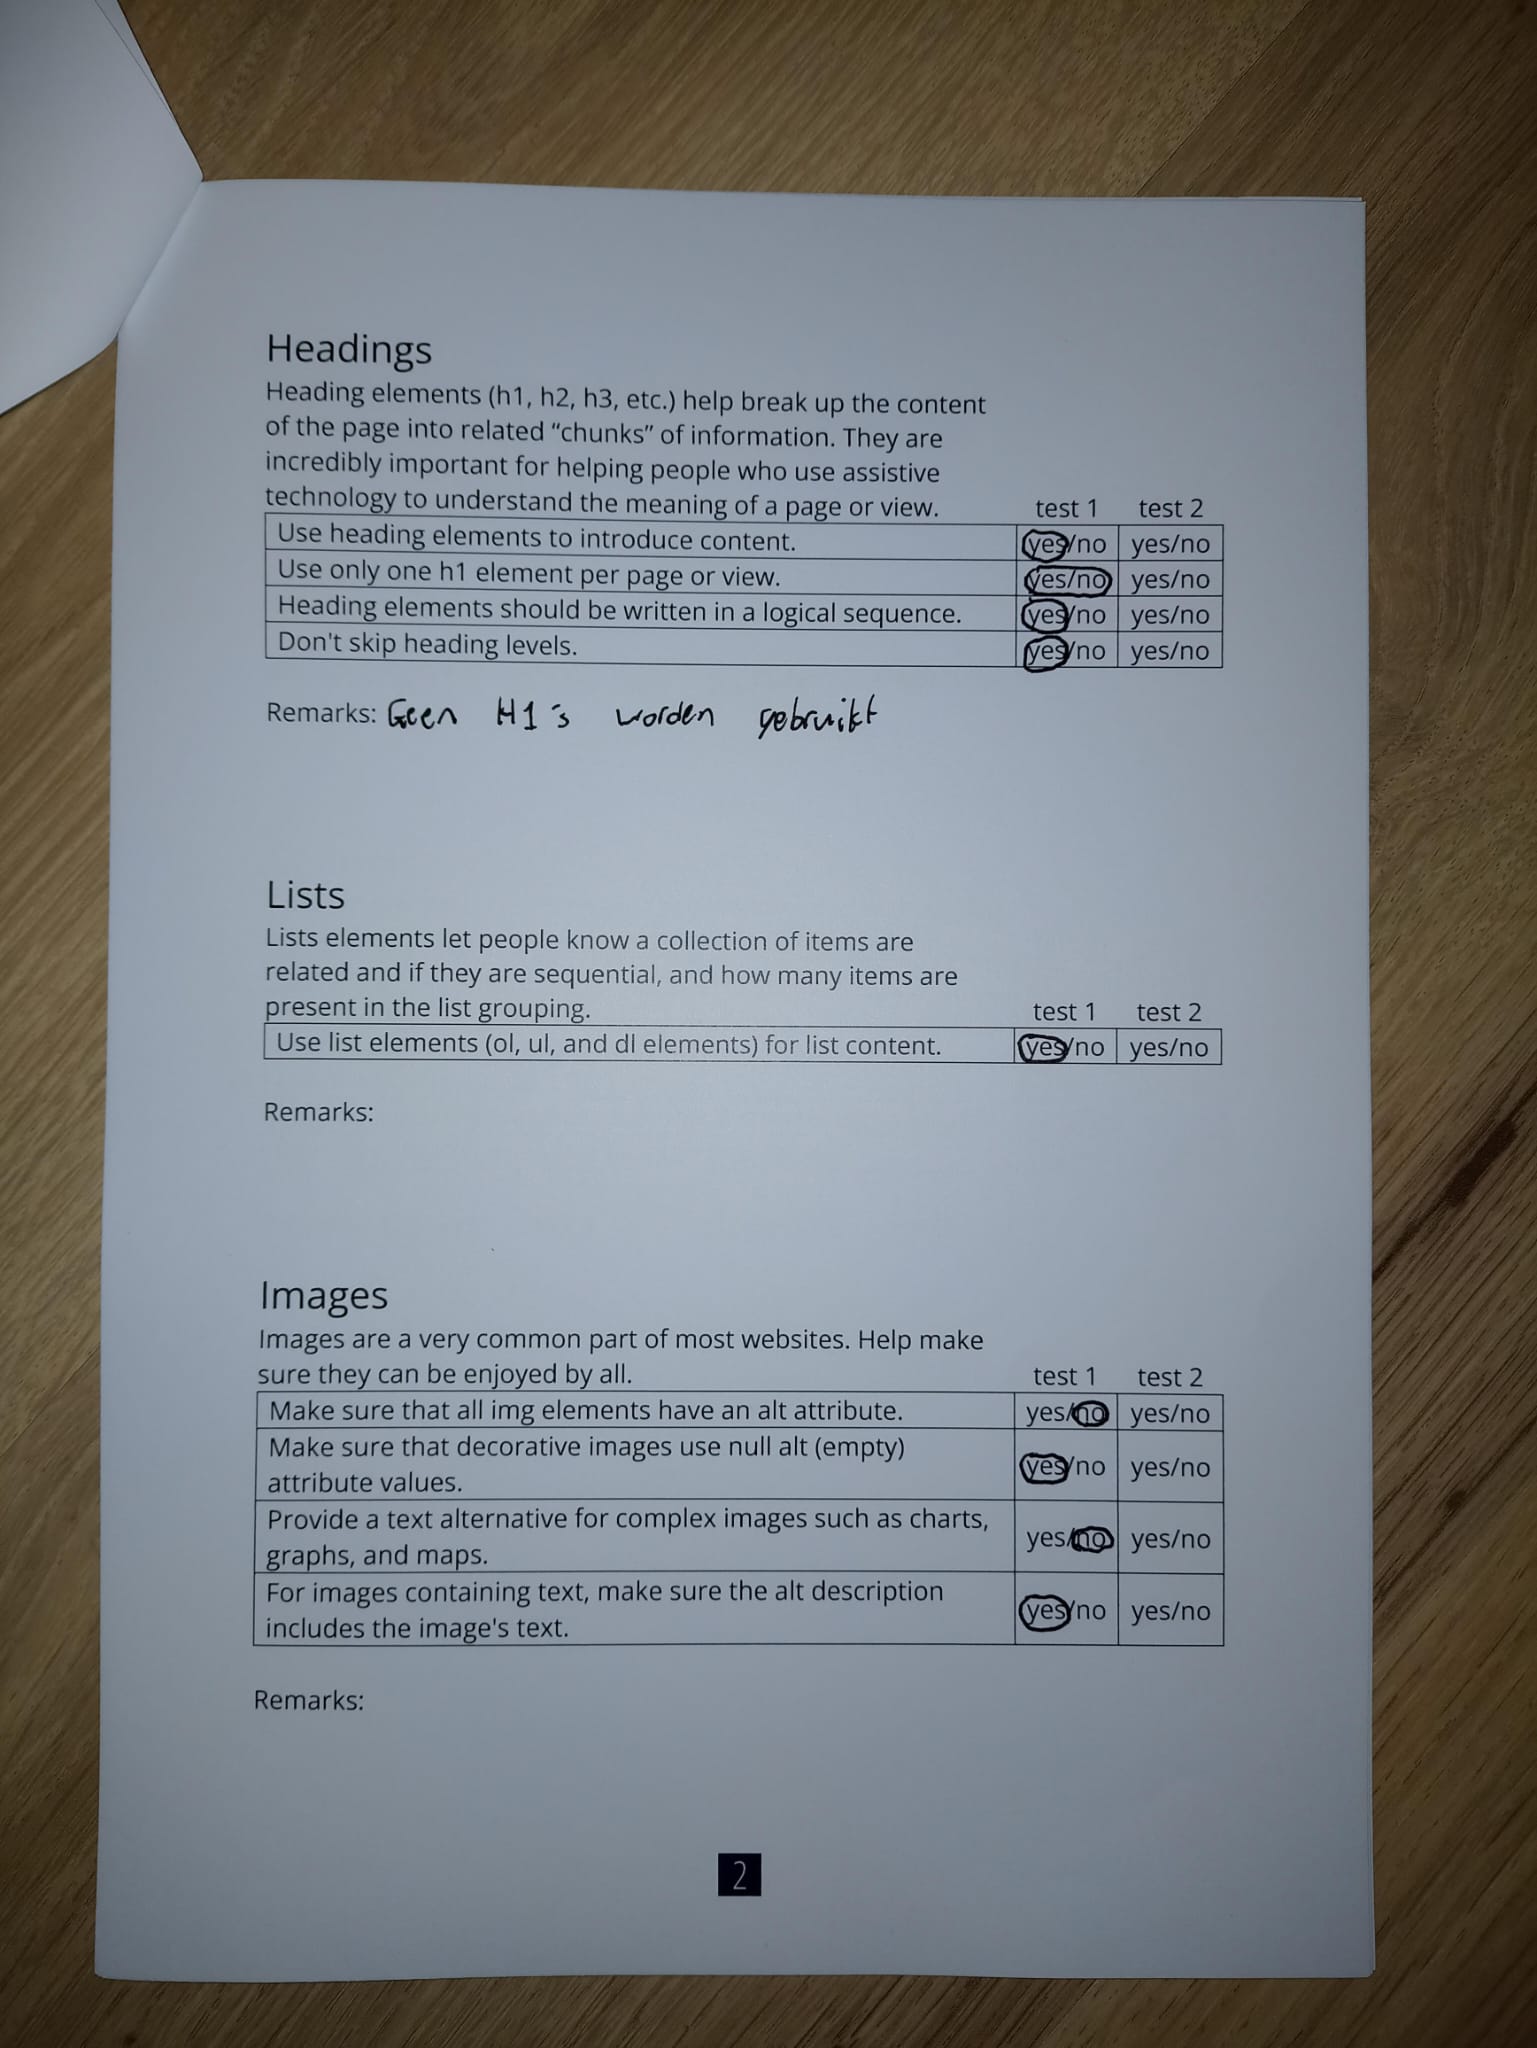 Headings
Heading elements (h1, h2, h3, etc.) help break up the content
of the page into related “chunks” of information. They are
incredibly important for helping people who use assistive
technology to understand the meaning of a page or view. test 1 test 2
Use heading elements to introduce content. yes/no yes/no
Use only one h1 element per page or view. yes/no yes/no
Heading elements should be written in a logical sequence. yes/no yes/no
Don't skip heading levels. yes/no yes/no
Remarks: Geen H1's worden gebruikt
Lists
Lists elements let people know a collection of items are
related and if they are sequential, and how many items are
present in the list grouping. test 1 test 2
Use list elements (ol, ul, and dl elements) for list content. yes/no yes/no
Remarks:
Images
Images are a very common part of most websites. Help make
sure they can be enjoyed by all. test 1 test 2
Make sure that all img elements have an alt attribute. yes/no yes/no
Make sure that decorative images use null alt (empty)
attribute values. yes/no yes/no
Provide a text alternative for complex images such as charts,
graphs, and maps. yes/no yes/no
For images containing text, make sure the alt description
includes the image's text. yes/no yes/no
Remarks:
2